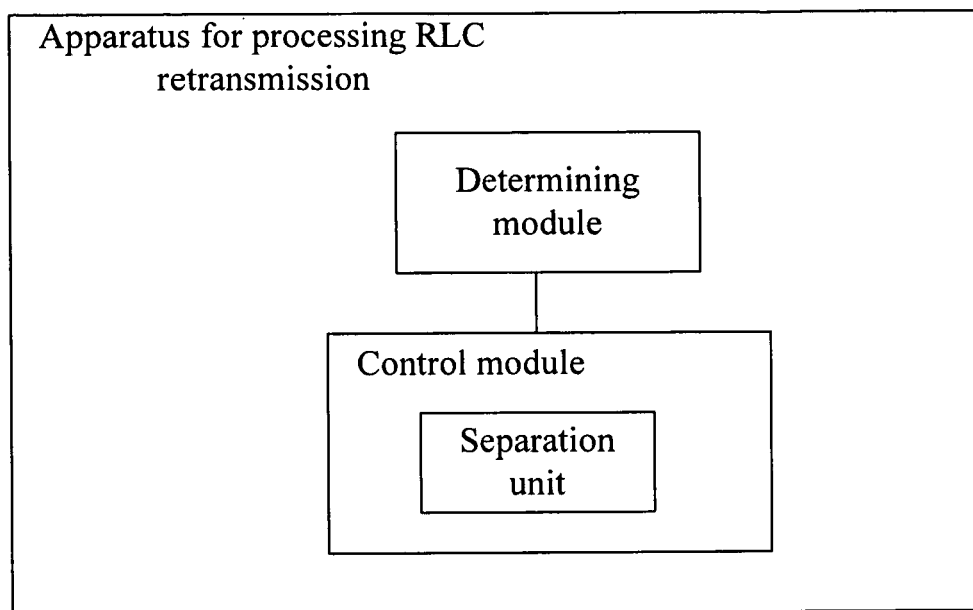 Apparatus for processing RLC
retransmission
Determining
module
Control module
Separation
unit